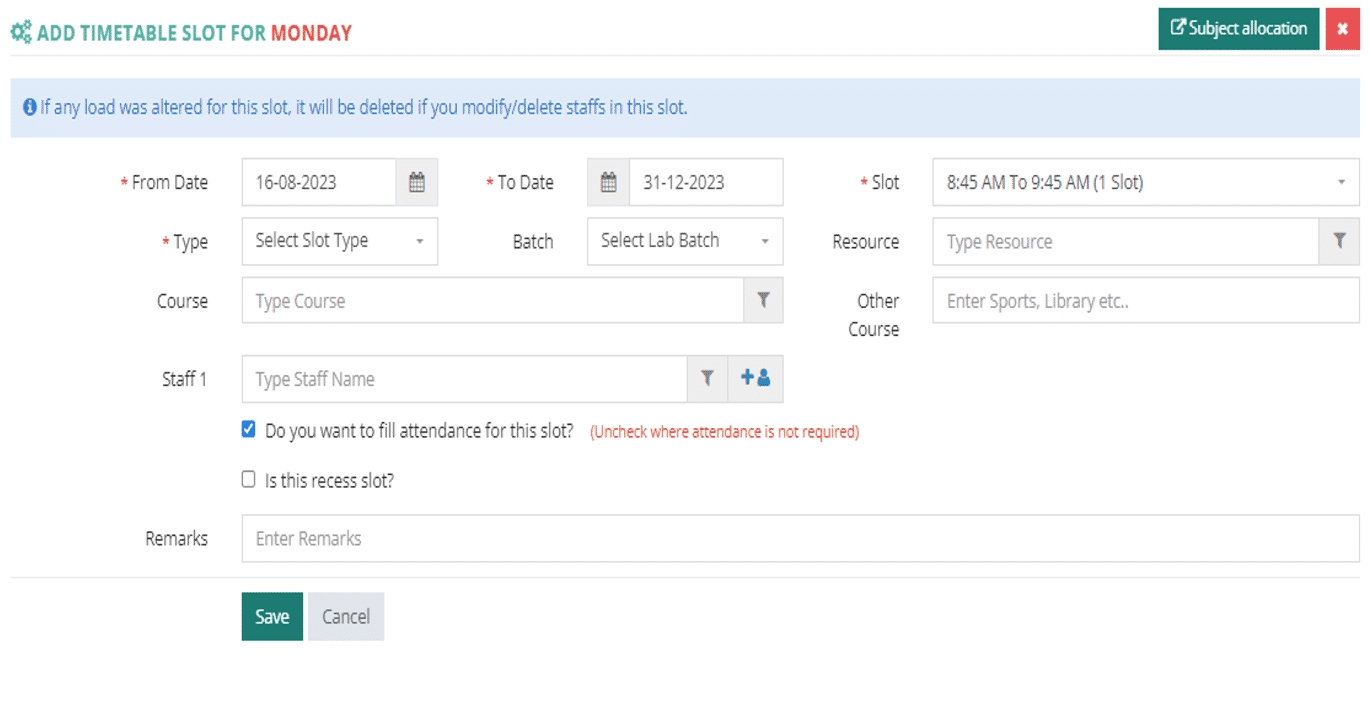 ADD TIMETABLE SLOT FOR MONDAY
Subject allocation
If any load was altered for this slot, it will be deleted if you modify/delete staffs in this slot.
* From Date 16-08-2023 * To Date 31-12-2023 * Slot 8:45 AM To 9:45 AM (1 Slot)
* Type Select Slot Type Batch Select Lab Batch Resource Type Resource
Course Type Course Other Course Enter Sports, Library etc..
Staff 1 Type Staff Name
Do you want to fill attendance for this slot? (Uncheck where attendance is not required)
Is this recess slot?
Remarks Enter Remarks
Save Cancel